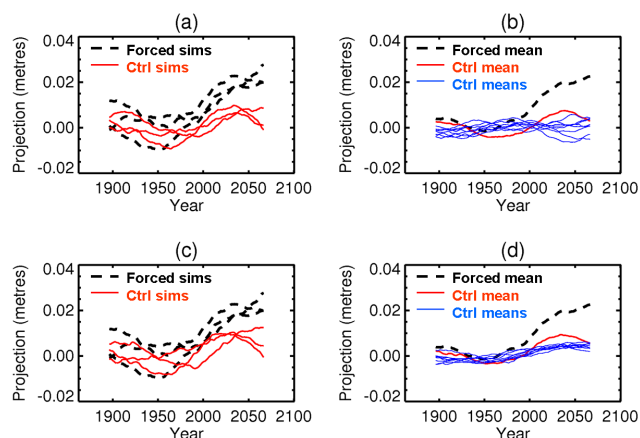 (a)
0.04
0.02
0.00
-0.02
Projection (metres)
Forced sims
Ctrl sims
1900 1950 2000 2050 2100
Year
(b)
0.04
0.02
0.00
-0.02
Projection (metres)
Forced mean
Ctrl mean
Ctrl means
1900 1950 2000 2050 2100
Year
(c)
0.04
0.02
0.00
-0.02
Projection (metres)
Forced sims
Ctrl sims
1900 1950 2000 2050 2100
Year
(d)
0.04
0.02
0.00
-0.02
Projection (metres)
Forced mean
Ctrl mean
Ctrl means
1900 1950 2000 2050 2100
Year